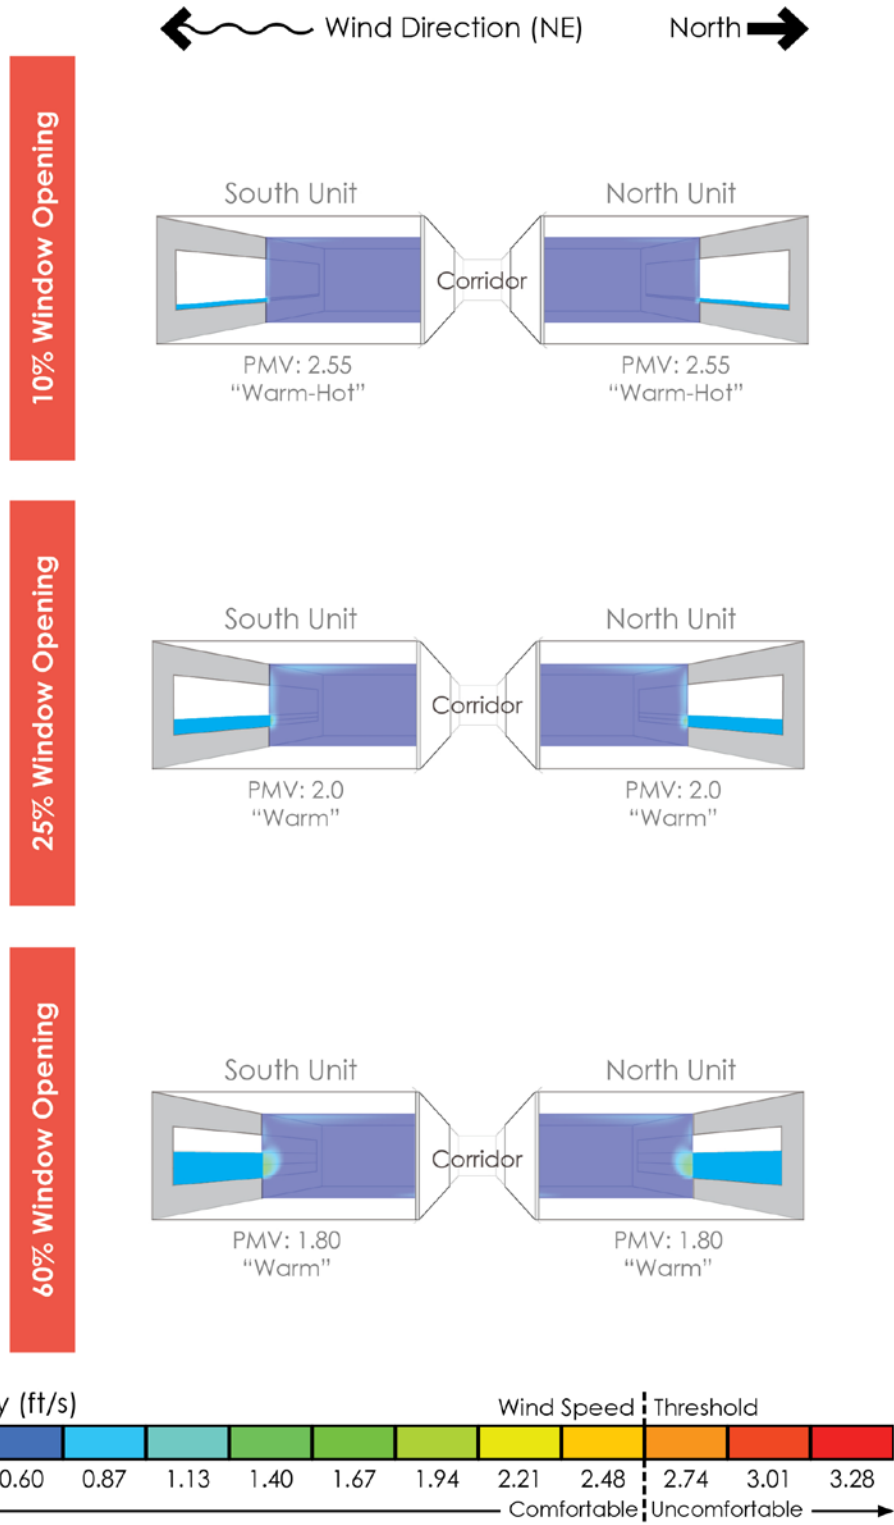 Wind Direction (NE) North
10% Window Opening
South Unit North Unit
Corridor
PMV: 2.55 PMV: 2.55
“Warm-Hot” “Warm-Hot”
25% Window Opening
South Unit North Unit
Corridor
PMV: 2.0 PMV: 2.0
“Warm” “Warm”
60% Window Opening
South Unit North Unit
Corridor
PMV: 1.80 PMV: 1.80
“Warm” “Warm”
y (ft/s) Wind Speed Threshold
0.60 0.87 1.13 1.40 1.67 1.94 2.21 2.48 2.74 3.01 3.28
Comfortable Uncomfortable